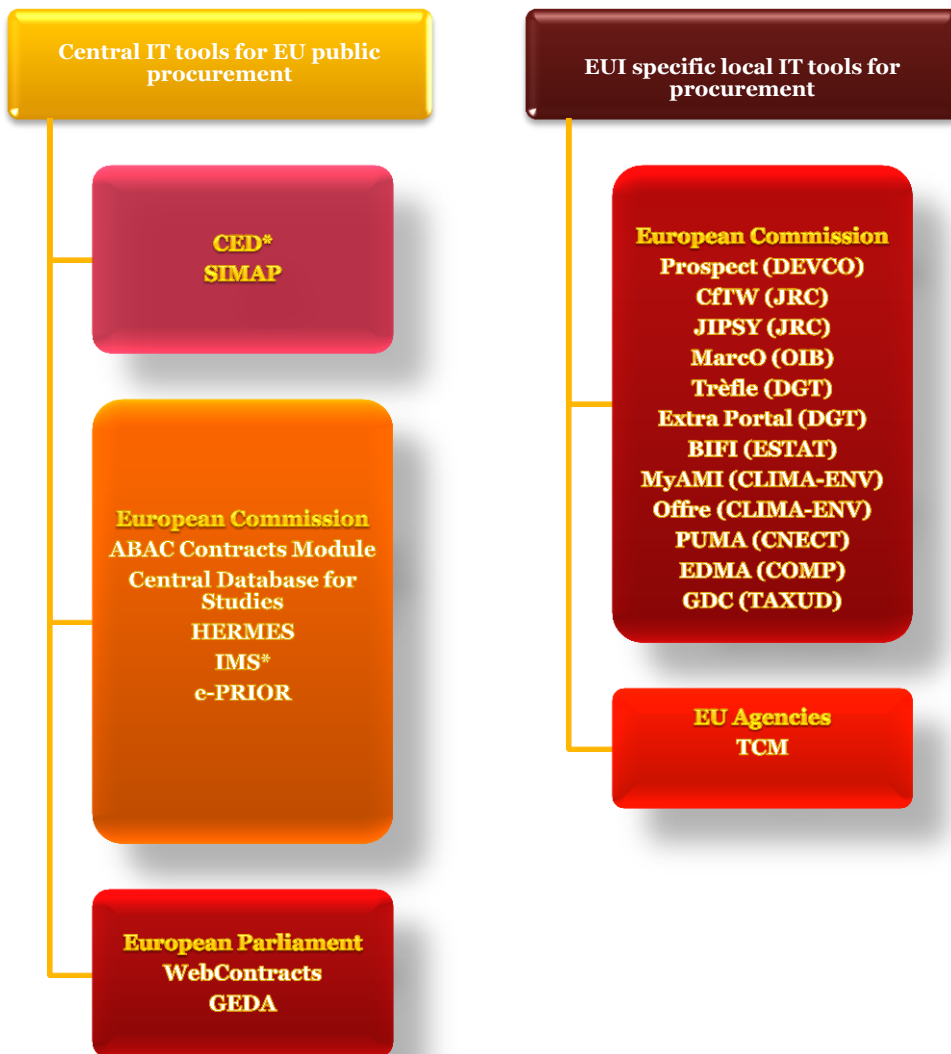 Central IT tools for EU public
procurement
CED*
SIMAP
European Commission
ABAC Contracts Module
Central Database for
Studies
HERMES
IMS*
e-PRIOR
European Parliament
WebContracts
GEDA
EUI specific local IT tools for
procurement
European Commission
Prospect (DEVCO)
CfTW (JRC)
JIPSY (JRC)
MarcO (OIB)
Trèfle (DGT)
Extra Portal (DGT)
BIFI (ESTAT)
MyAMI (CLIMA-ENV)
Offre (CLIMA-ENV)
PUMA (CNECT)
EDMA (COMP)
GDC (TAXUD)
EU Agencies
TCM